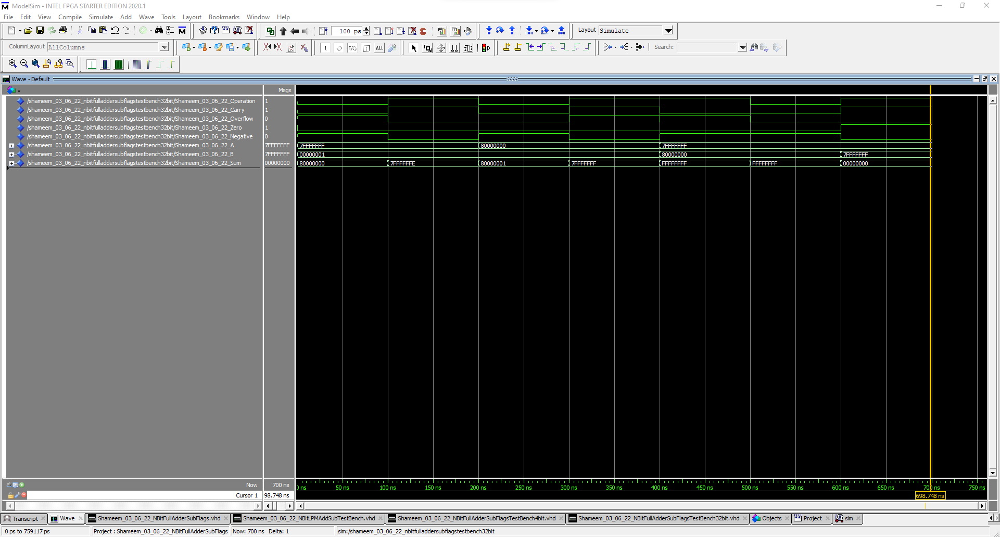 ModelSim - INTEL FPGA STARTER EDITION 2020.1
File Edit View Compile Simulate Add Wave Tools Layout Bookmarks Window Help
100 ps
Layout Simulate
ColumnLayout AllColumns
Search:
Wave - Default
Msgs
/shameem_03_06_22_nbitfulladdersubflagstestbench32bit/Shameem_03_06_22_Operation 1
/shameem_03_06_22_nbitfulladdersubflagstestbench32bit/Shameem_03_06_22_Carry 1
/shameem_03_06_22_nbitfulladdersubflagstestbench32bit/Shameem_03_06_22_Overflow 0
/shameem_03_06_22_nbitfulladdersubflagstestbench32bit/Shameem_03_06_22_Zero 1
/shameem_03_06_22_nbitfulladdersubflagstestbench32bit/Shameem_03_06_22_Negative 0
/shameem_03_06_22_nbitfulladdersubflagstestbench32bit/Shameem_03_06_22_A 7FFFFFFF 7FFFFFFF 80000000 7FFFFFFF
/shameem_03_06_22_nbitfulladdersubflagstestbench32bit/Shameem_03_06_22_B 7FFFFFFF 00000001 80000000 7FFFFFFF
/shameem_03_06_22_nbitfulladdersubflagstestbench32bit/Shameem_03_06_22_Sum 00000000 80000000 7FFFFFFE 80000001 7FFFFFFF FFFFFFFF FFFFFFFF 00000000
Now 700 ns
ns 50 ns 100 ns 150 ns 200 ns 250 ns 300 ns 350 ns 400 ns 450 ns 500 ns 550 ns 600 ns 650 ns 700 ns 750 ns
Cursor 1 98.748 ns 698.748 ns
Transcript Wave Shameem_03_06_22_NBitFullAdderSubFlags.vhd Shameem_03_06_22_NBitLPMAddSubTestBench.vhd Shameem_03_06_22_NBitFullAdderSubFlagsTestBench4bit.vhd Shameem_03_06_22_NBitFullAdderSubFlagsTestBench32bit.vhd Objects Project sim
0 ps to 759117 ps Project : Shameem_03_06_22_NBitFullAdderSubFlags Now: 700 ns Delta: 1 sim:/shameem_03_06_22_nbitfulladdersubflagstestbench32bit